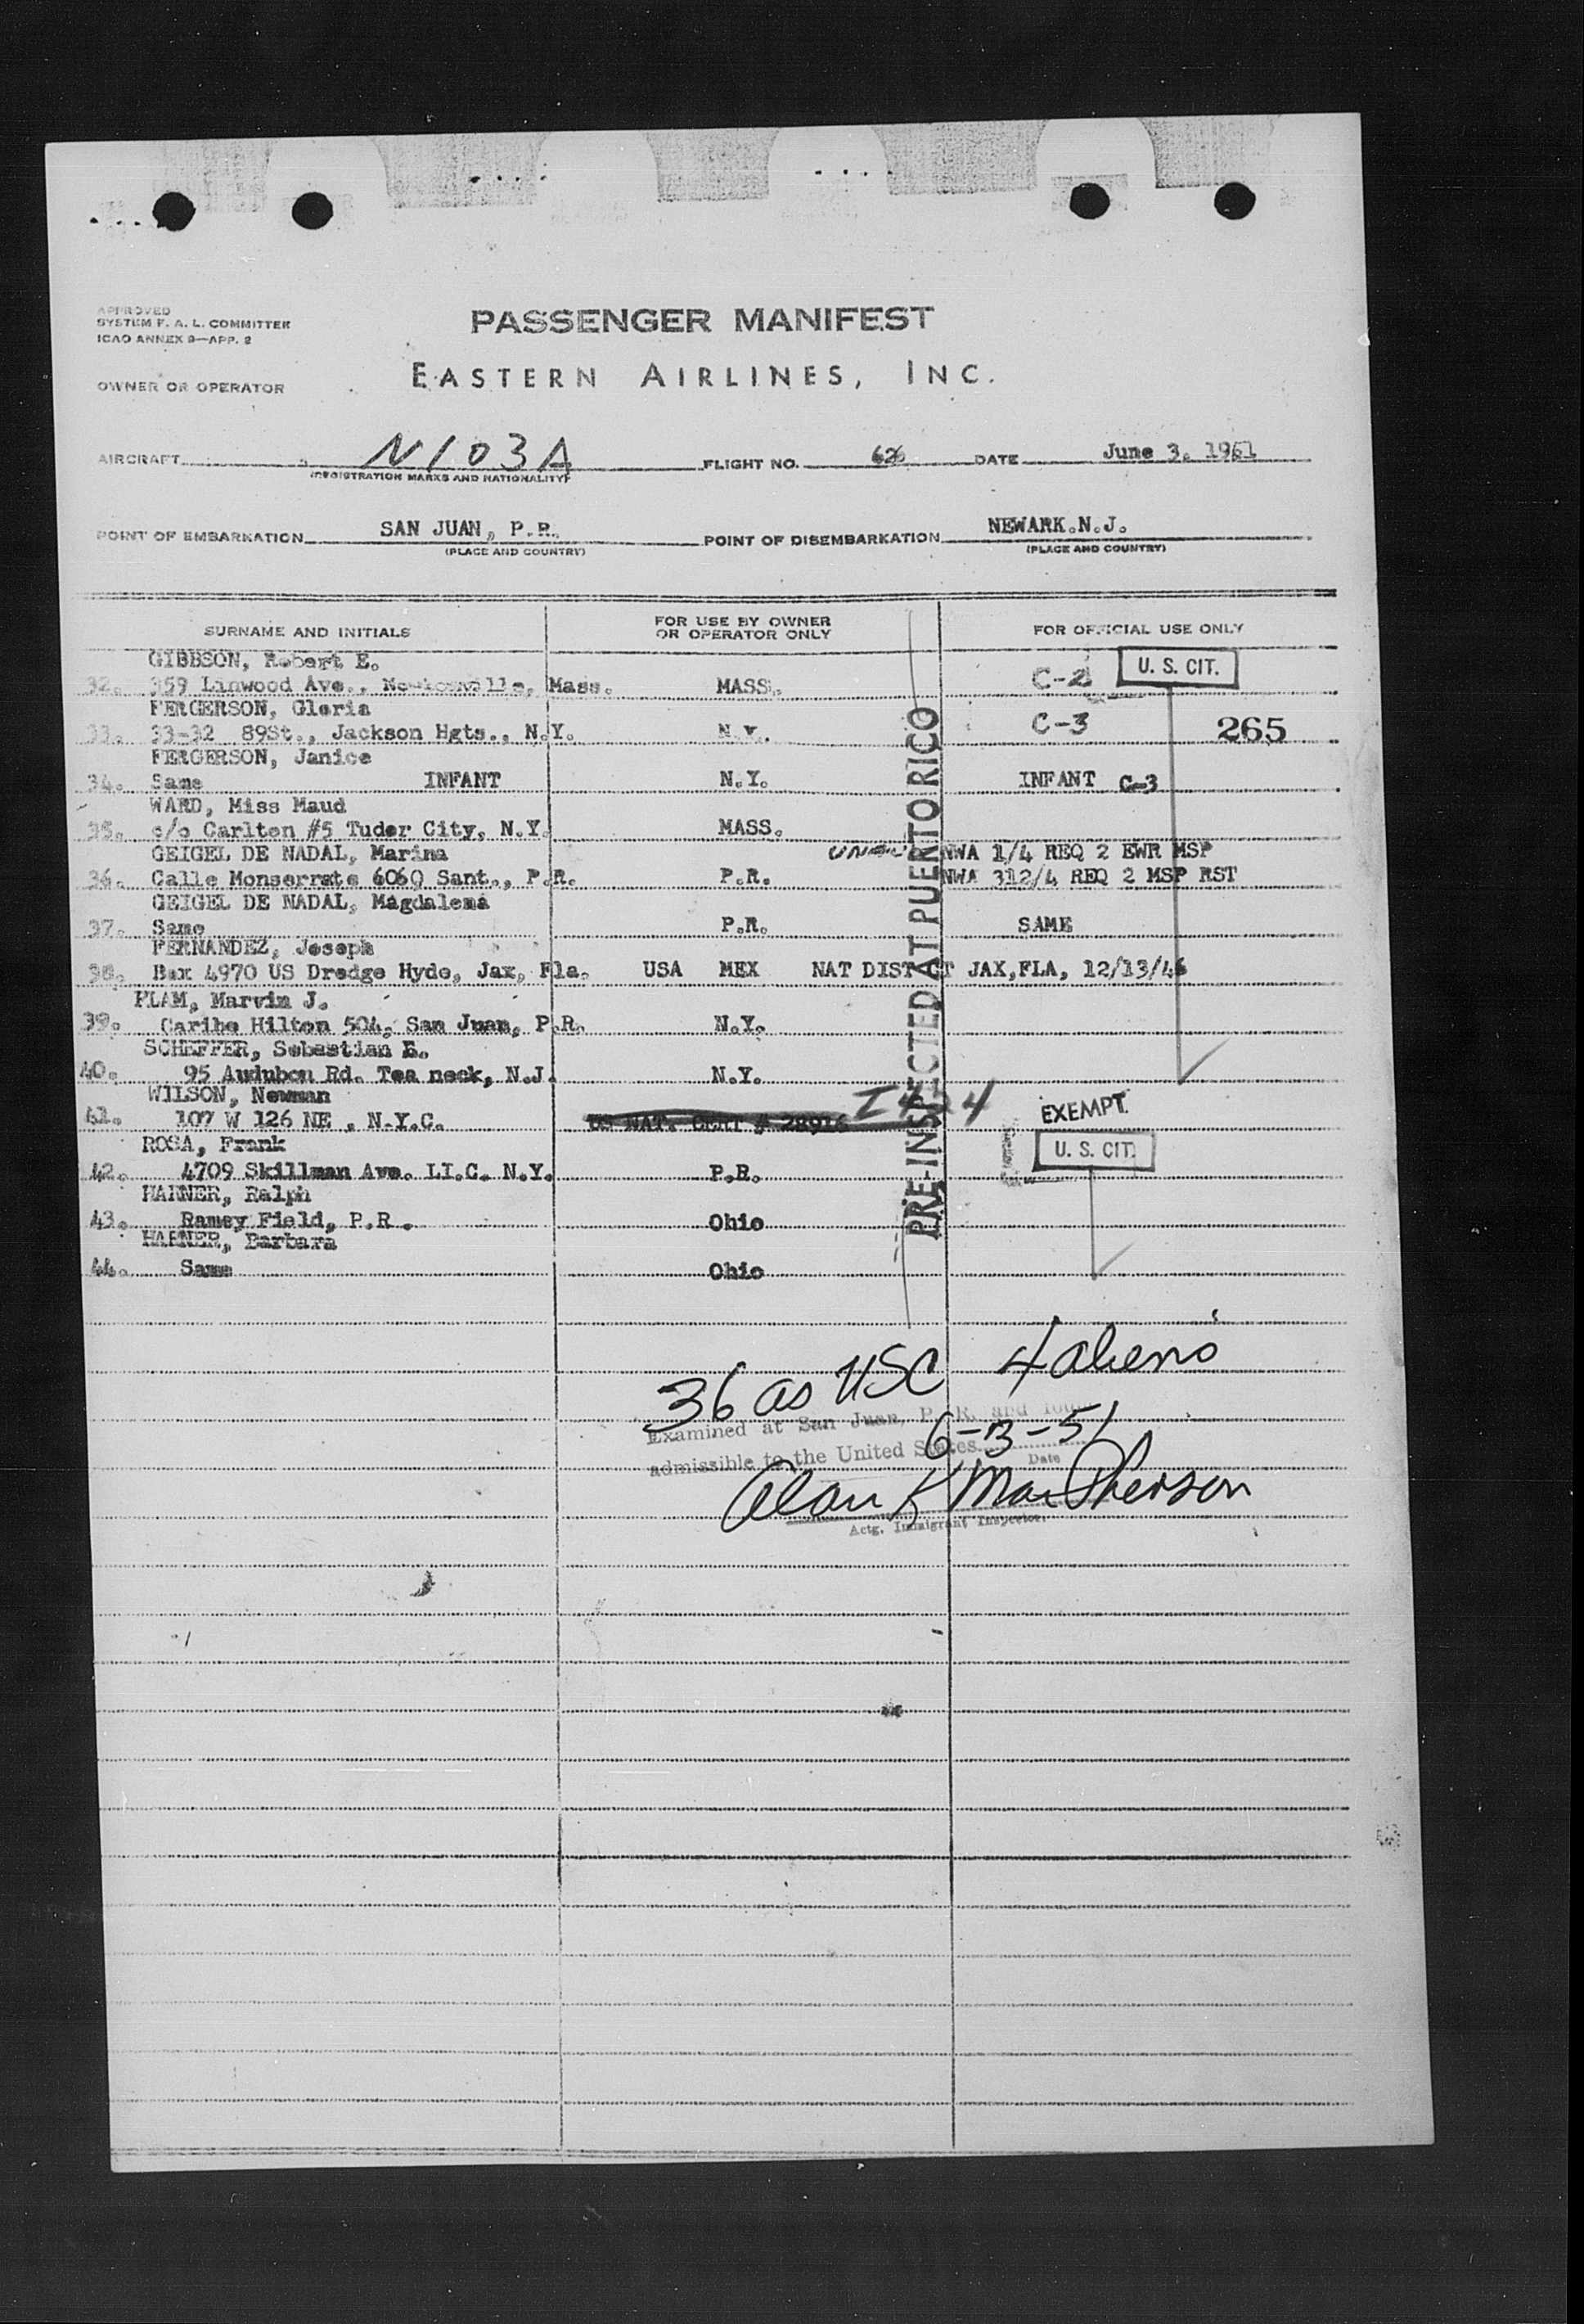 APPROVED
SYSTEM F. A. L. COMMITTEE
ICAO ANNEX 9—APP. 2
PASSENGER MANIFEST
OWNER OR OPERATOR
EASTERN AIRLINES, INC.
AIRCRAFT N103A FLIGHT NO. DATE June 3, 1951
(REGISTRATION MARKS AND NATIONALITY)
POINT OF EMBARKATION SAN JUAN, P.R. POINT OF DISEMBARKATION NEWARK.N.J.
(PLACE AND COUNTRY) (PLACE AND COUNTRY)
SURNAME AND INITIALS FOR USE BY OWNER OR OPERATOR ONLY FOR OFFICIAL USE ONLY
GIBBSON, Robert E.
32. 359 Linwood Ave., Mass. MASS. C-2 U. S. CIT.
FERGERSON, Gloria
33. 33-32 89St., Jackson Hgts., N.Y. N.Y. C-3 265
FERGERSON, Janice
34. Same INFANT N.Y. INFANT C-3
WARD, Miss Maud
35. c/o Carlton #5 Tudor City, N.Y. MASS.
GEIGEL DE NADAL, Marina NWA 1/4 REQ 2 EWR MSP
36. Calle Monserrate 6060 Sant., P.R. P.R. NWA 312/4 REQ 2 MSP RST
GEIGEL DE NADAL, Magdalena
37. Same P.R. SAME
FERNANDEZ, Joseph
38. Box 4970 US Dredge Hyde, Jax, Fla. USA MEX NAT DIST CT JAX,FLA, 12/13/46
PLAM, Marvin J.
39. Caribe Hilton 504, San Juan, P.R. N.Y.
SCHEFFER, Sebastian E.
40. 95 Audubon Rd. Tea neck, N.J. N.Y.
WILSON, Newman
41. 107 W 126 NE , N.Y.C. US NAT. CERT # 28916 I 404 EXEMPT
ROSA, Frank
42. 4709 Skillman Ave. LI.C. N.Y. P.R. U. S. CIT.
HARNER, Ralph
43. Ramey Field, P.R. Ohio
HARNER, Barbara
44. Same Ohio
PRE-INSPECTED AT PUERTO RICO
36 as USC 4 aliens
Examined at San Juan, P. R. and found
admissible to the United States 6-3-51
Date
Alan K MacPherson
Actg. Immigrant Inspector.